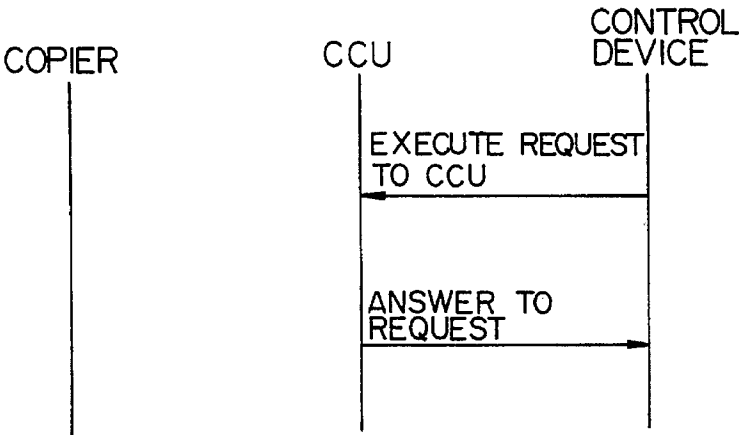 COPIER
CCU
CONTROL
DEVICE
EXECUTE REQUEST
TO CCU
ANSWER TO
REQUEST